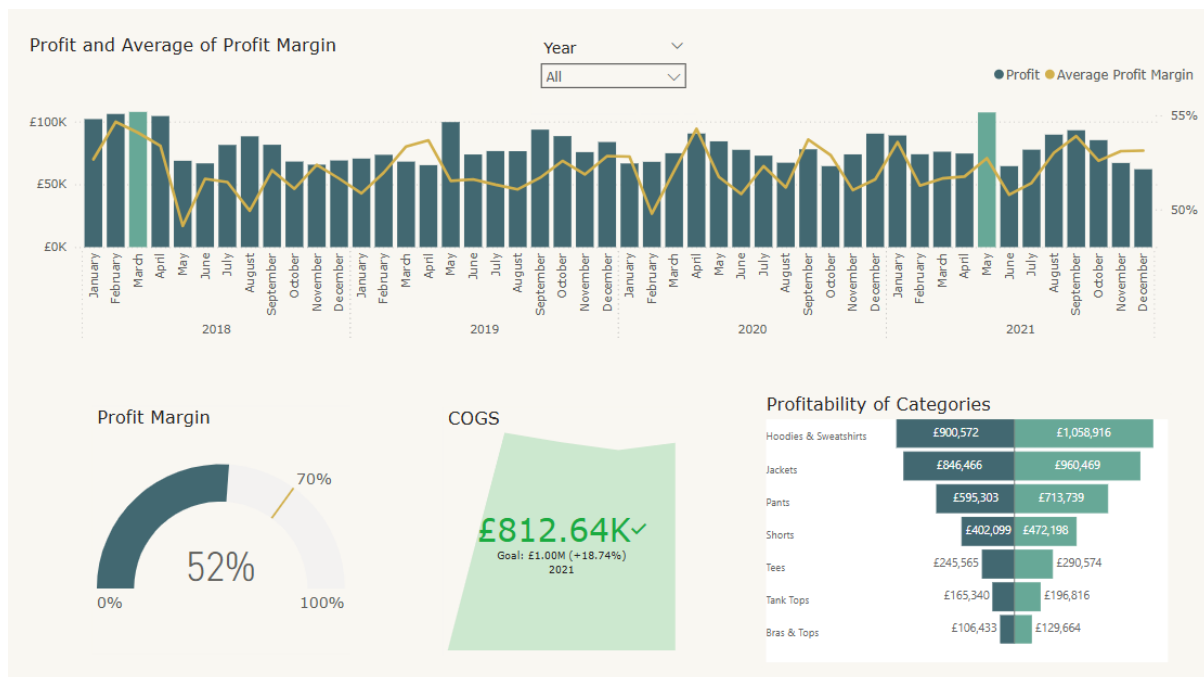 Profit and Average of Profit Margin
Year
All
Profit Average Profit Margin
£100K
£50K
£0K
55%
50%
January
February
March
April
May
June
July
August
September
October
November
December
January
February
March
April
May
June
July
August
September
October
November
December
January
February
March
April
May
June
July
August
September
October
November
December
January
February
March
April
May
June
July
August
September
October
November
December
2018 2019 2020 2021
Profit Margin
70%
52%
0% 100%
COGS
£812.64K
Goal: £1.00M (+18.74%)
2021
Profitability of Categories
Hoodies & Sweatshirts £900,572 £1,058,916
Jackets £846,466 £960,469
Pants £595,303 £713,739
Shorts £402,099 £472,198
Tees £245,565 £290,574
Tank Tops £165,340 £196,816
Bras & Tops £106,433 £129,664